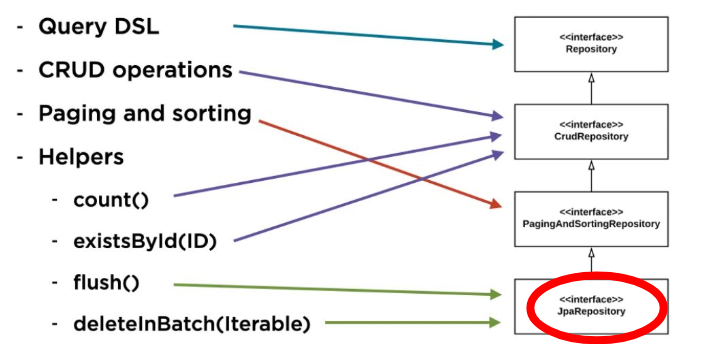 - Query DSL
- CRUD operations
- Paging and sorting
- Helpers
- count()
- existsById(ID)
- flush()
- deleteInBatch(Iterable)
<<interface>>
Repository
<<interface>>
CrudRepository
<<interface>>
PagingAndSortingRepository
<<interface>>
JpaRepository